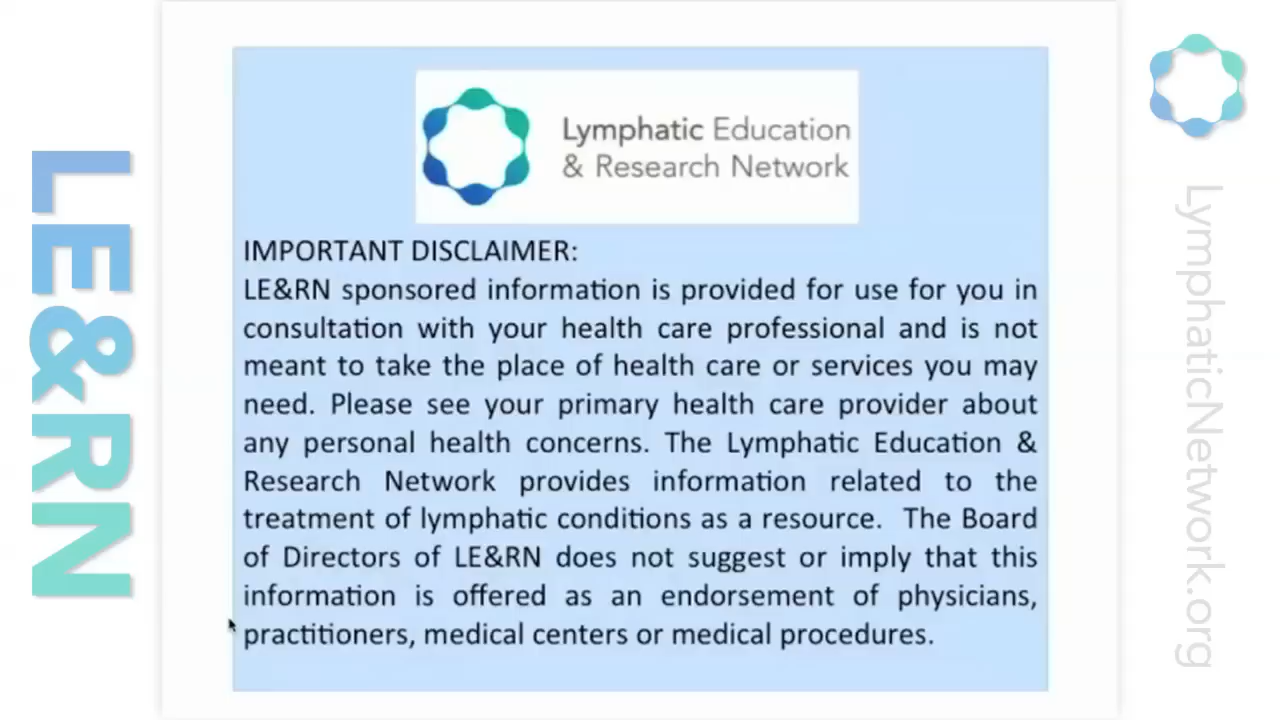 LE&RN
Lymphatic Education
& Research Network
IMPORTANT DISCLAIMER:
LE&RN sponsored information is provided for use for you in
consultation with your health care professional and is not
meant to take the place of health care or services you may
need. Please see your primary health care provider about
any personal health concerns. The Lymphatic Education &
Research Network provides information related to the
treatment of lymphatic conditions as a resource. The Board
of Directors of LE&RN does not suggest or imply that this
information is offered as an endorsement of physicians,
practitioners, medical centers or medical procedures.
LymphaticNetwork.org